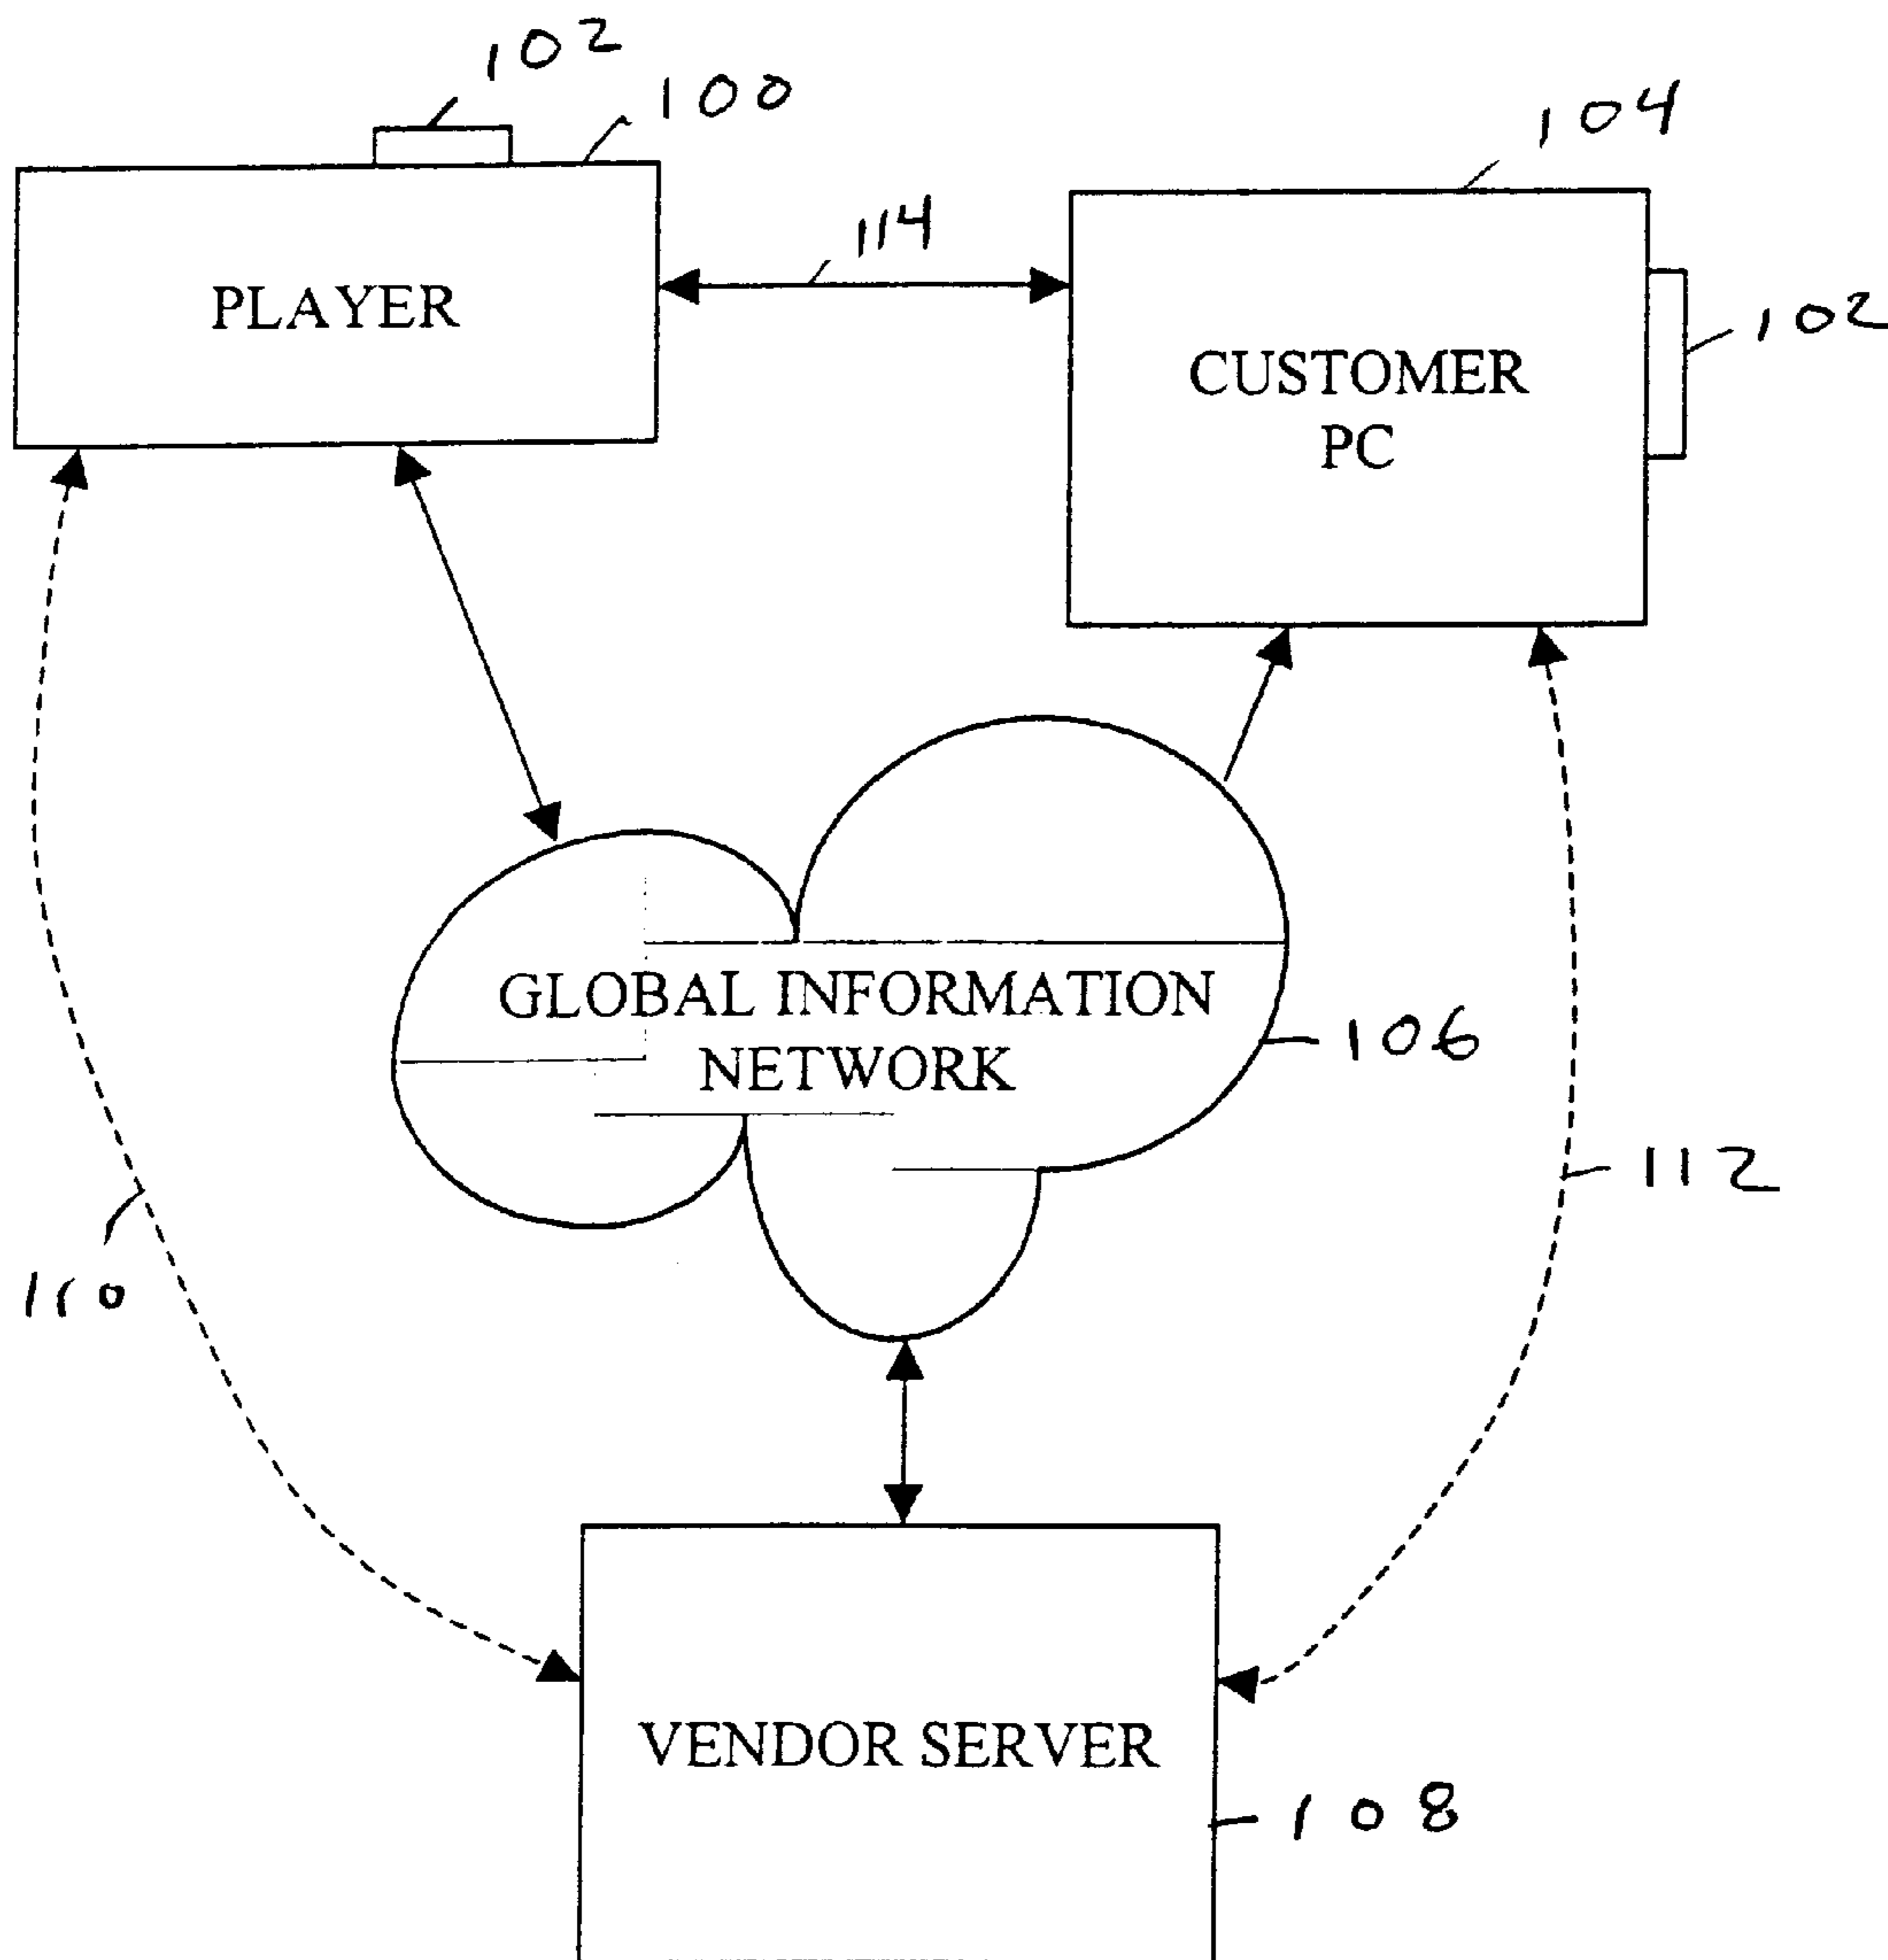 102
100
104
114
PLAYER
102
CUSTOMER
PC
GLOBAL INFORMATION
NETWORK
106
112
110
VENDOR SERVER
108